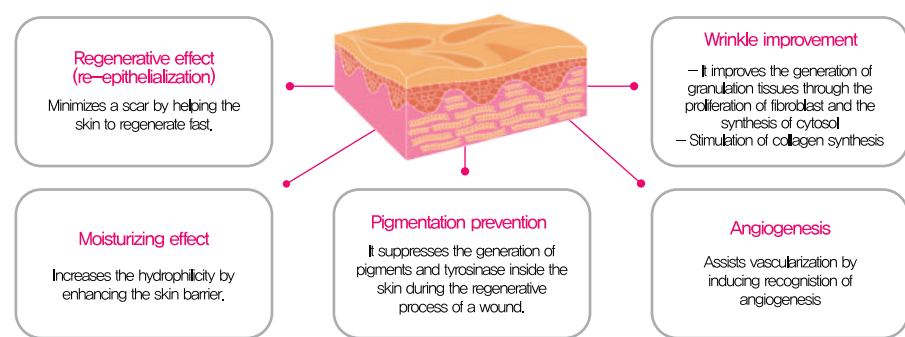 Regenerative effect
(re-epithelialization)
Minimizes a scar by helping the
skin to regenerate fast.
Wrinkle improvement
– It improves the generation of
granulation tissues through the
proliferation of fibroblast and the
synthesis of cytosol
– Stimulation of collagen synthesis
Moisturizing effect
Increases the hydrophilicity by
enhancing the skin barrier.
Pigmentation prevention
It suppresses the generation of
pigments and tyrosinase inside the
skin during the regenerative
process of a wound.
Angiogenesis
Assists vascularization by
inducing recognistion of
angiogenesis